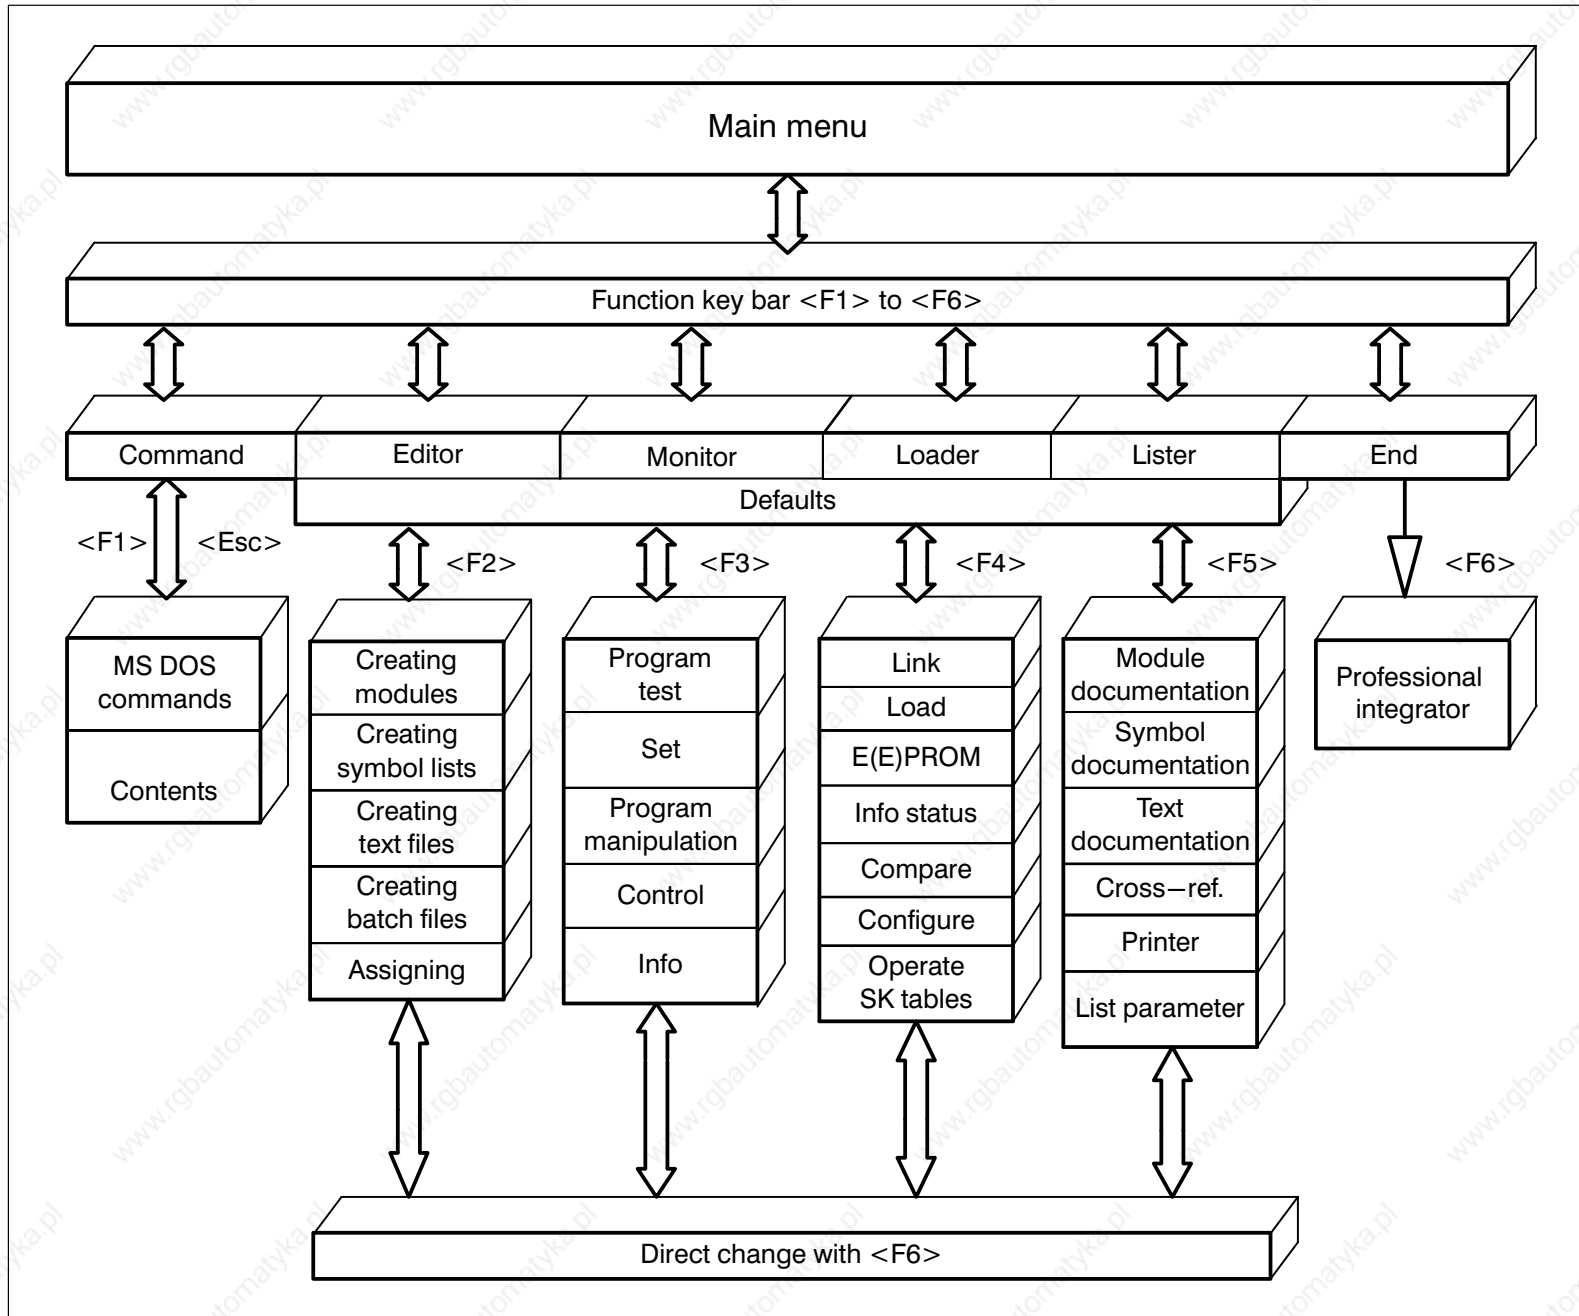 Main menu
Function key bar <F1> to <F6>
Command
Editor
Monitor
Loader
Lister
End
Defaults
<F1>
<Esc>
<F2>
<F3>
<F4>
<F5>
<F6>
MS DOS
commands
Contents
Creating
modules
Creating
symbol lists
Creating
text files
Creating
batch files
Assigning
Program
test
Set
Program
manipulation
Control
Info
Link
Load
E(E)PROM
Info status
Compare
Configure
Operate
SK tables
Module
documentation
Symbol
documentation
Text
documentation
Cross–ref.
Printer
List parameter
Professional
integrator
Direct change with <F6>
www.rgbautomatyka.pl